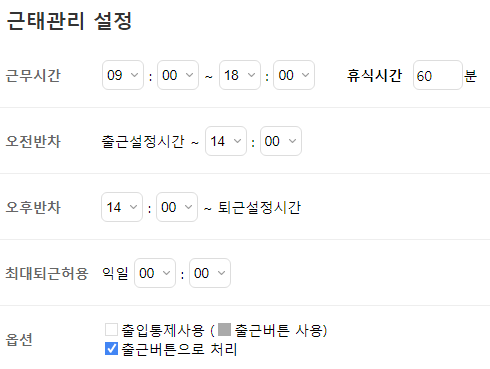 근태관리 설정
근무시간 09 : 00 ~ 18 : 00 휴식시간 60 분
오전반차 출근설정시간 ~ 14 : 00
오후반차 14 : 00 ~ 퇴근설정시간
최대퇴근허용 익일 00 : 00
옵션 출입통제사용 ( 출근버튼 사용)
출근버튼으로 처리